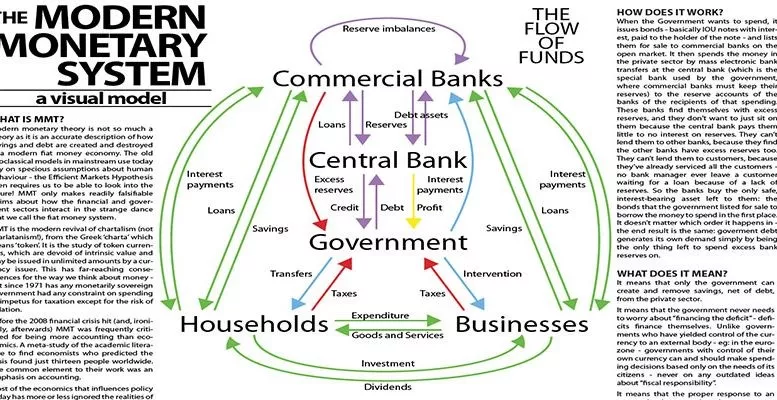 THE MODERN
MONETARY
SYSTEM
a visual model
WHAT IS MMT?
Modern monetary theory is not so much a
theory as it is an accurate description of how
savings and debt are created and destroyed
a modern fiat money economy. The old
oclassical models in mainstream use today
y on specious assumptions about human
haviour – the Efficient Markets Hypothesis
en requires us to be able to look into the
ure! MMT only makes readily falsifiable
ims about how the financial and gover-
ent sectors interact in the strange dance
at we call the fiat money system.
MT is the modern revival of chartalism (not
arlatanism!), from the Greek 'charta' which
eans 'token'. It is the study of token curren-
s, which are devoid of intrinsic value and
y be issued in unlimited amounts by a cur-
ncy issuer. This has far-reaching conse-
ences for the way we think about money -
t since 1971 has any monetarily sovereign
vernment had any constraint on spending
impetus for taxation except for the risk of
lation.
fore the 2008 financial crisis hit (and, ironi-
ly, afterwards) MMT was frequently criti-
ed for being more accounting than eco-
mics. A meta-study of the academic litera-
e to find economists who predicted the
sis found just thirteen people worldwide.
e common element to their work was an
phasis on accounting.
ost of the economics that influences policy
day has more or less ignored the realities of
THE
FLOW
OF
FUNDS
Reserve imbalances
Commercial Banks
Loans
Reserves
Debt assets
Central Bank
Excess
reserves
Interest
payments
Credit
Debt
Profit
Government
Interest
payments
Loans
Savings
Savings
Interest
payments
Loans
Transfers
Taxes
Taxes
Intervention
Households
Expenditure
Goods and Services
Businesses
Investment
Dividends
HOW DOES IT WORK?
When the Government wants to spend, it
issues bonds - basically IOU notes with inter-
est, paid to the holder of the note - and lists
them for sale to commercial banks on the
open market. It then spends the money in
the private sector by mass electronic bank
transfers at the central bank (which is the
special bank used by the government,
where commercial banks must keep their
reserves) to the reserve accounts of the
banks of the recipients of that spending.
These banks find themselves with excess
reserves, and they don't want to just sit on
them because the central bank pays them
little to no interest on reserves. They can't
lend them to other banks, because they find
the other banks have excess reserves too.
They can't lend them to customers, because
they've already serviced all the customers -
no bank manager ever leave a customer
waiting for a loan because of a lack of
reserves. So the banks buy the only safe,
interest-bearing asset left to them: the
bonds that the government listed for sale to
borrow the money to spend in the first place.
It doesn't matter which order it happens in -
the end result is the same: goverment debt
generates its own demand simply by being
the only thing left to spend excess bank
reserves on.
WHAT DOES IT MEAN?
It means that only the government can
create and remove savings, net of debt,
from the private sector.
It means that the government never needs
to worry about "financing the deficit" - defi-
cits finance themselves. Unlike govern-
ments who have yielded control of the cur-
rency to an external body - eg: in the euro-
zone - governments with control of their
own currency can and should make spend-
ing decisions based only on the needs of its
citizens - never on any outdated ideas
about "fiscal responsibility".
It means that the proper response to an